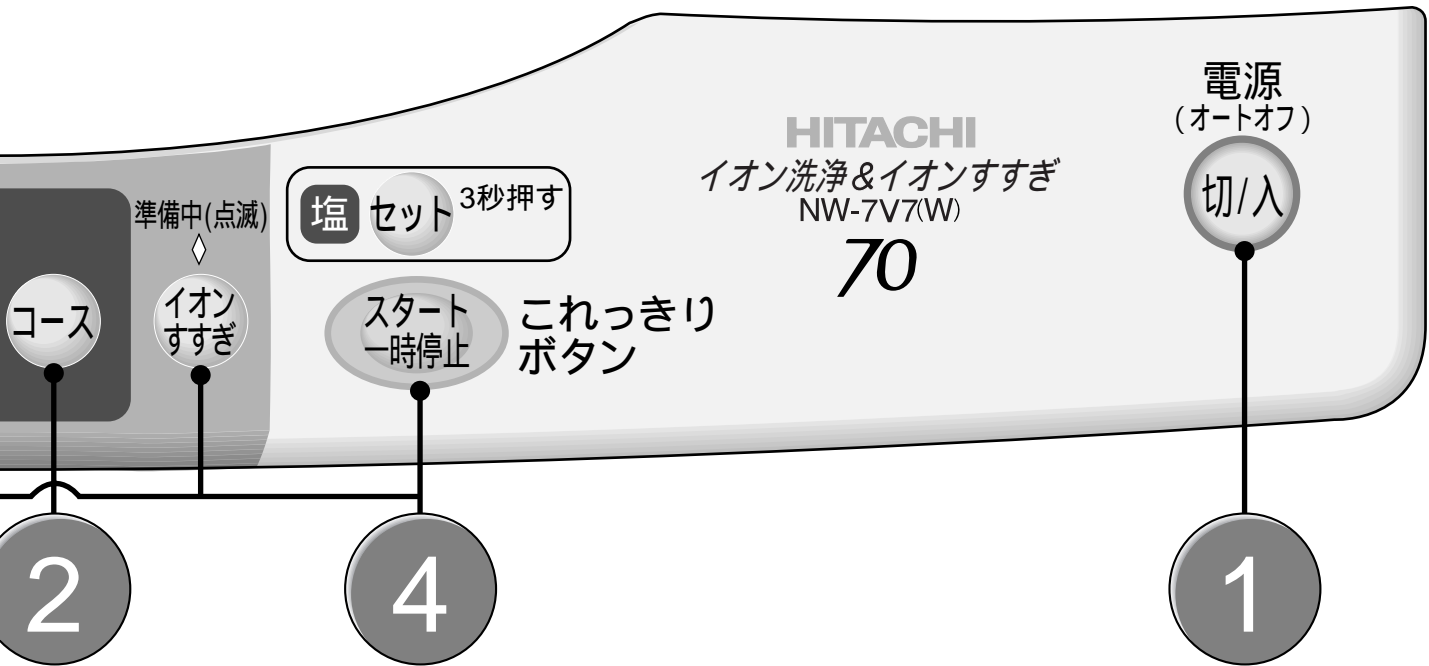 電源
(オートオフ)
切/入
HITACHI
イオン洗浄&イオンすすぎ
NW-7V7(W)
70
塩 セット 3秒押す
準備中(点滅)
コース
イオン
すすぎ
スタート
一時停止
これっきり
ボタン
2
4
1